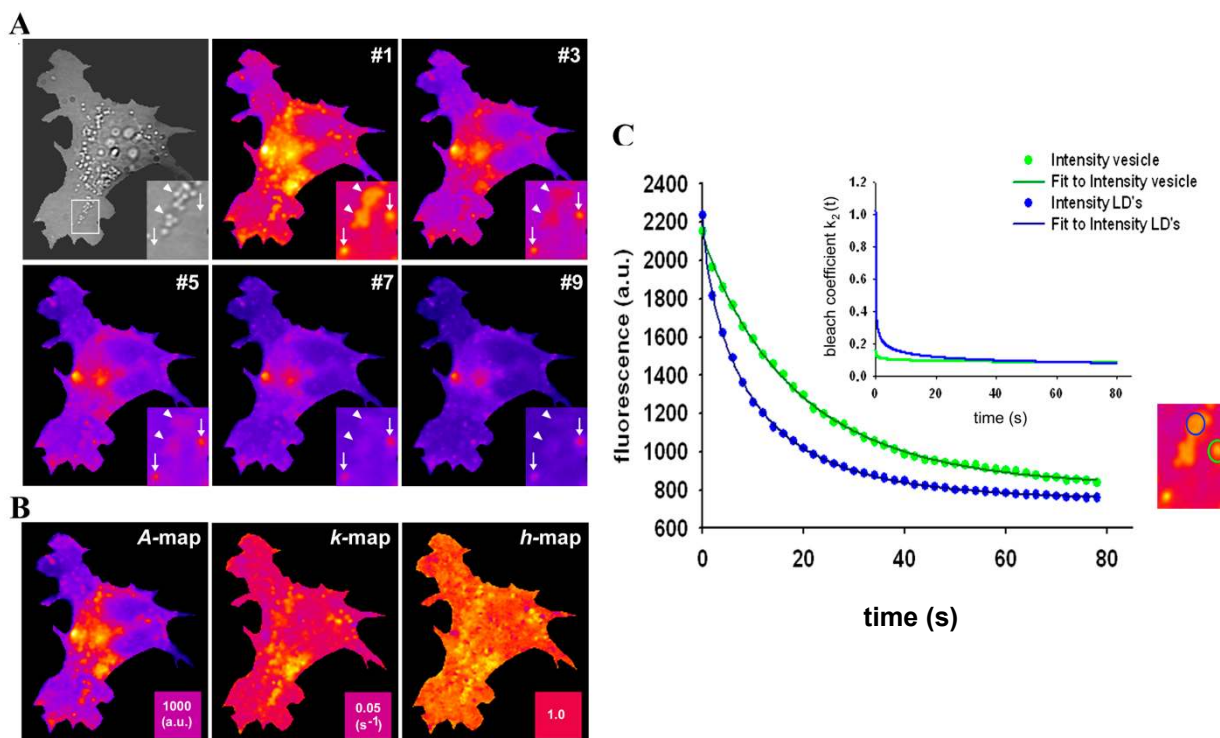 A
#1
#3
#5
#7
#9
B
A-map
k-map
h-map
1000
(a.u.)
0.05
(s⁻¹)
1.0
C
Intensity vesicle
Fit to Intensity vesicle
Intensity LD's
Fit to Intensity LD's
fluorescence (a.u.)
2400
2200
2000
1800
1600
1400
1200
1000
800
600
0
20
40
60
80
time (s)
bleach coefficient k₂ (t)
1.2
1.0
0.8
0.6
0.4
0.2
0.0
0
20
40
60
80
time (s)